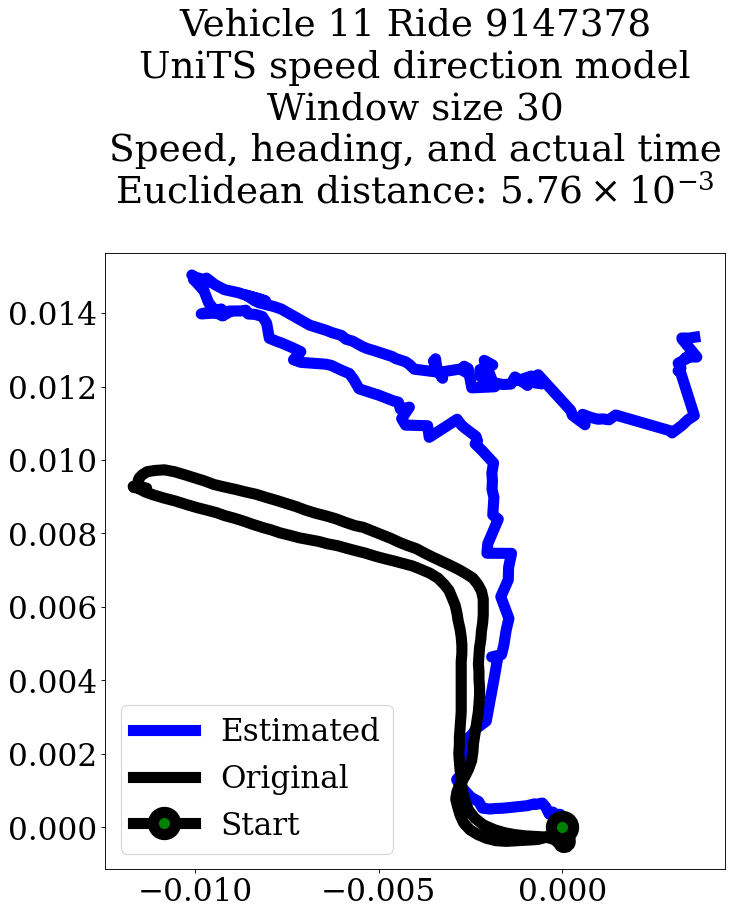 Vehicle 11 Ride 9147378
UniTS speed direction model
Window size 30
Speed, heading, and actual time
Euclidean distance: 5.76 × 10⁻³
0.014
0.012
0.010
0.008
0.006
0.004
0.002
0.000
Estimated
Original
Start
−0.010 −0.005 0.000